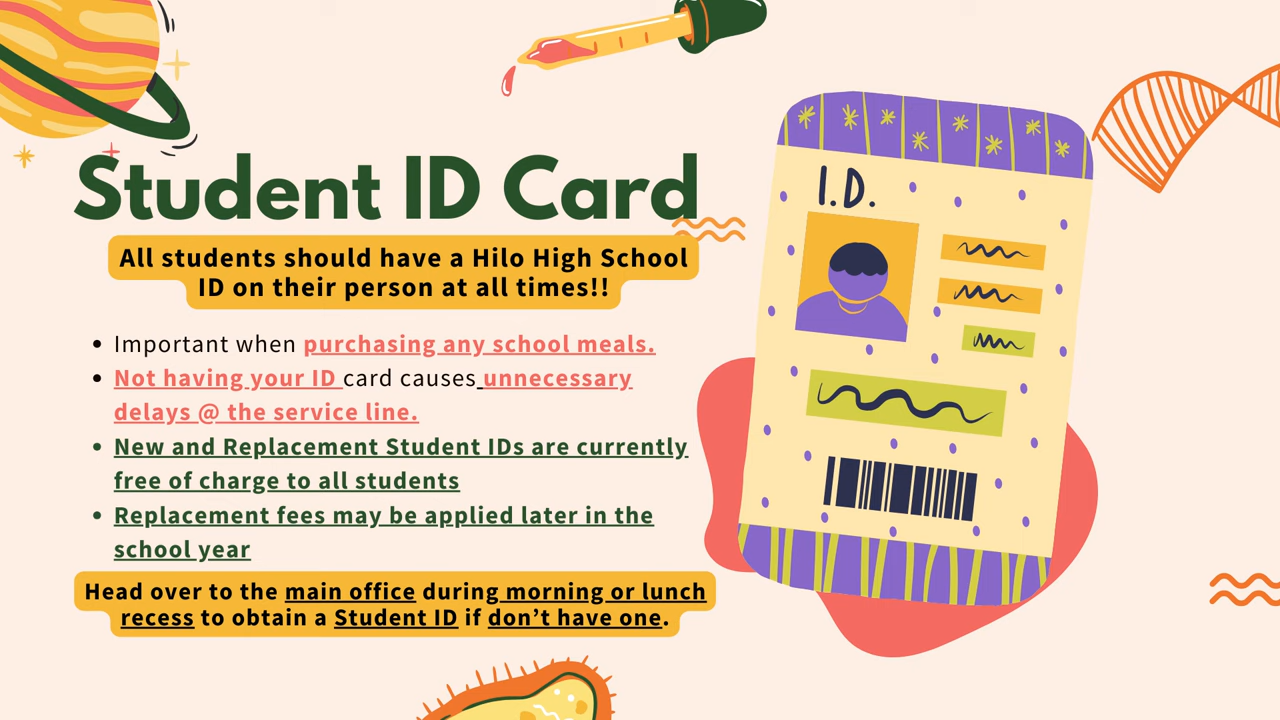 Student ID Card
All students should have a Hilo High School
ID on their person at all times!!
• Important when purchasing any school meals.
• Not having your ID card causes unnecessary
delays @ the service line.
• New and Replacement Student IDs are currently
free of charge to all students
• Replacement fees may be applied later in the
school year
Head over to the main office during morning or lunch
recess to obtain a Student ID if don’t have one.
I.D.